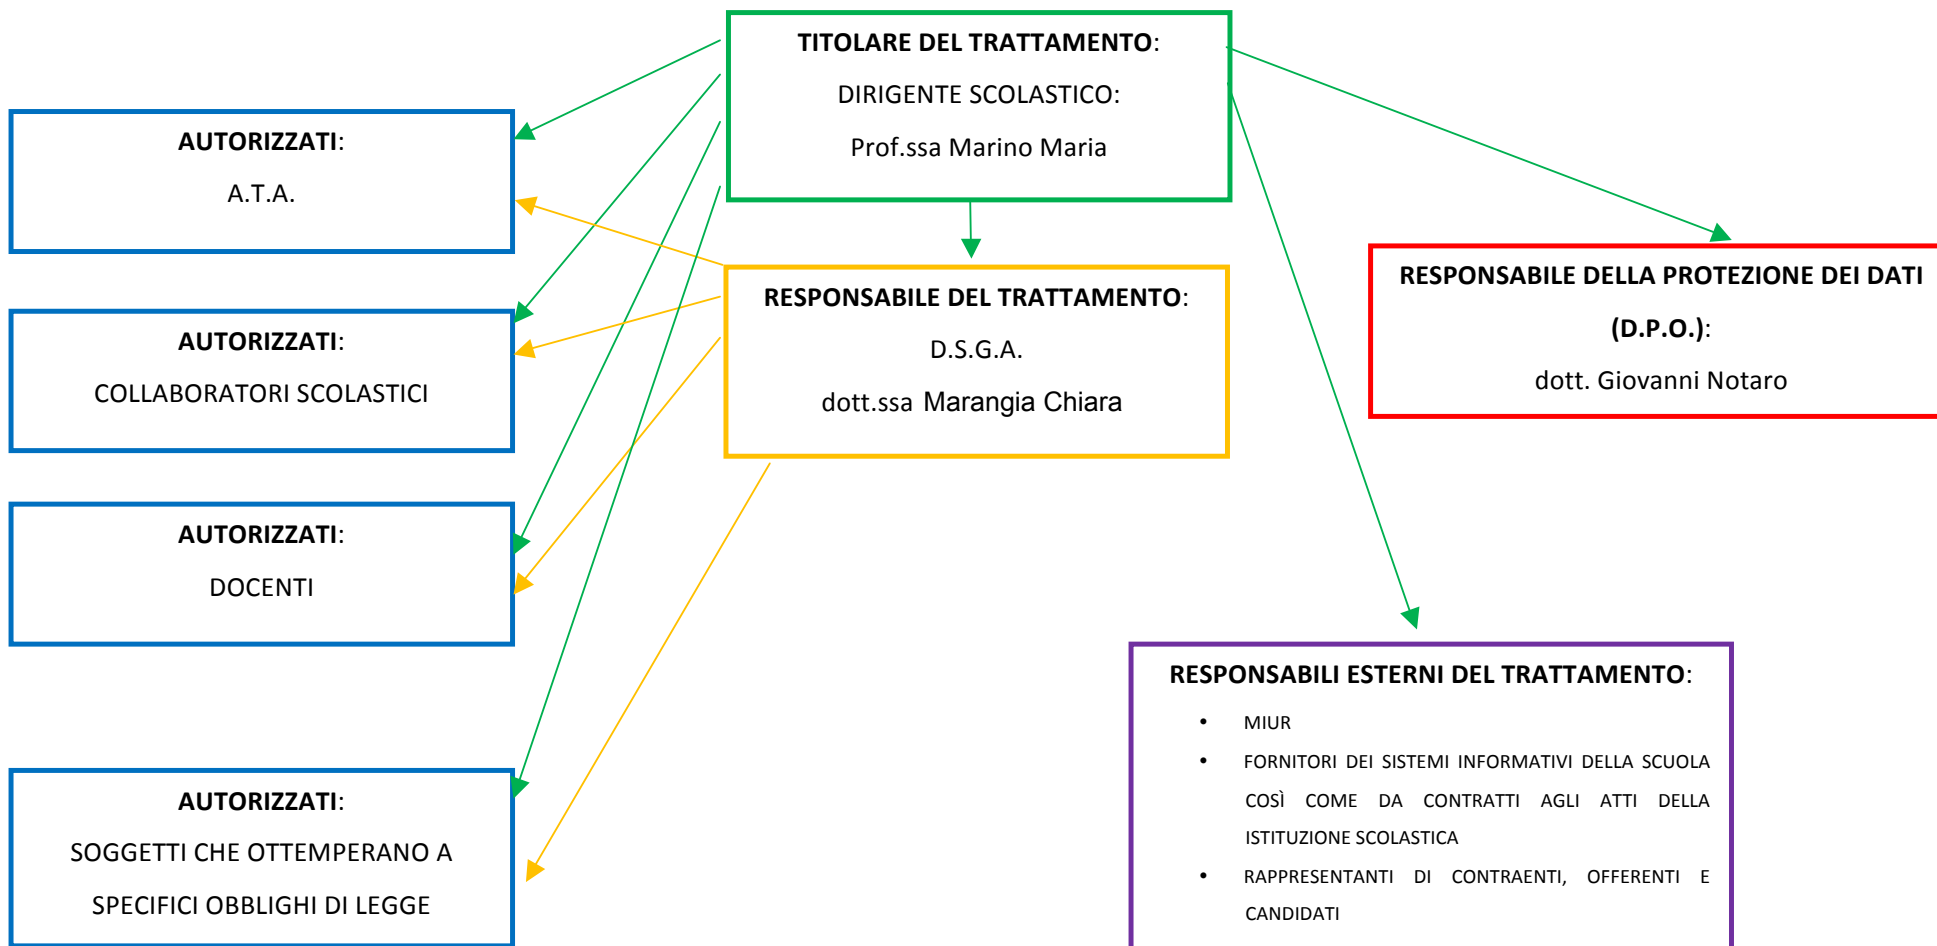 TITOLARE DEL TRATTAMENTO:
DIRIGENTE SCOLASTICO:
Prof.ssa Marino Maria
AUTORIZZATI:
A.T.A.
RESPONSABILE DEL TRATTAMENTO:
D.S.G.A.
dott.ssa Marangia Chiara
RESPONSABILE DELLA PROTEZIONE DEI DATI
(D.P.O.):
dott. Giovanni Notaro
AUTORIZZATI:
COLLABORATORI SCOLASTICI
AUTORIZZATI:
DOCENTI
AUTORIZZATI:
SOGGETTI CHE OTTEMPERANO A
SPECIFICI OBBLIGHI DI LEGGE
RESPONSABILI ESTERNI DEL TRATTAMENTO:
• MIUR
• FORNITORI DEI SISTEMI INFORMATIVI DELLA SCUOLA
COSÌ COME DA CONTRATTI AGLI ATTI DELLA
ISTITUZIONE SCOLASTICA
• RAPPRESENTANTI DI CONTRAENTI, OFFERENTI E
CANDIDATI